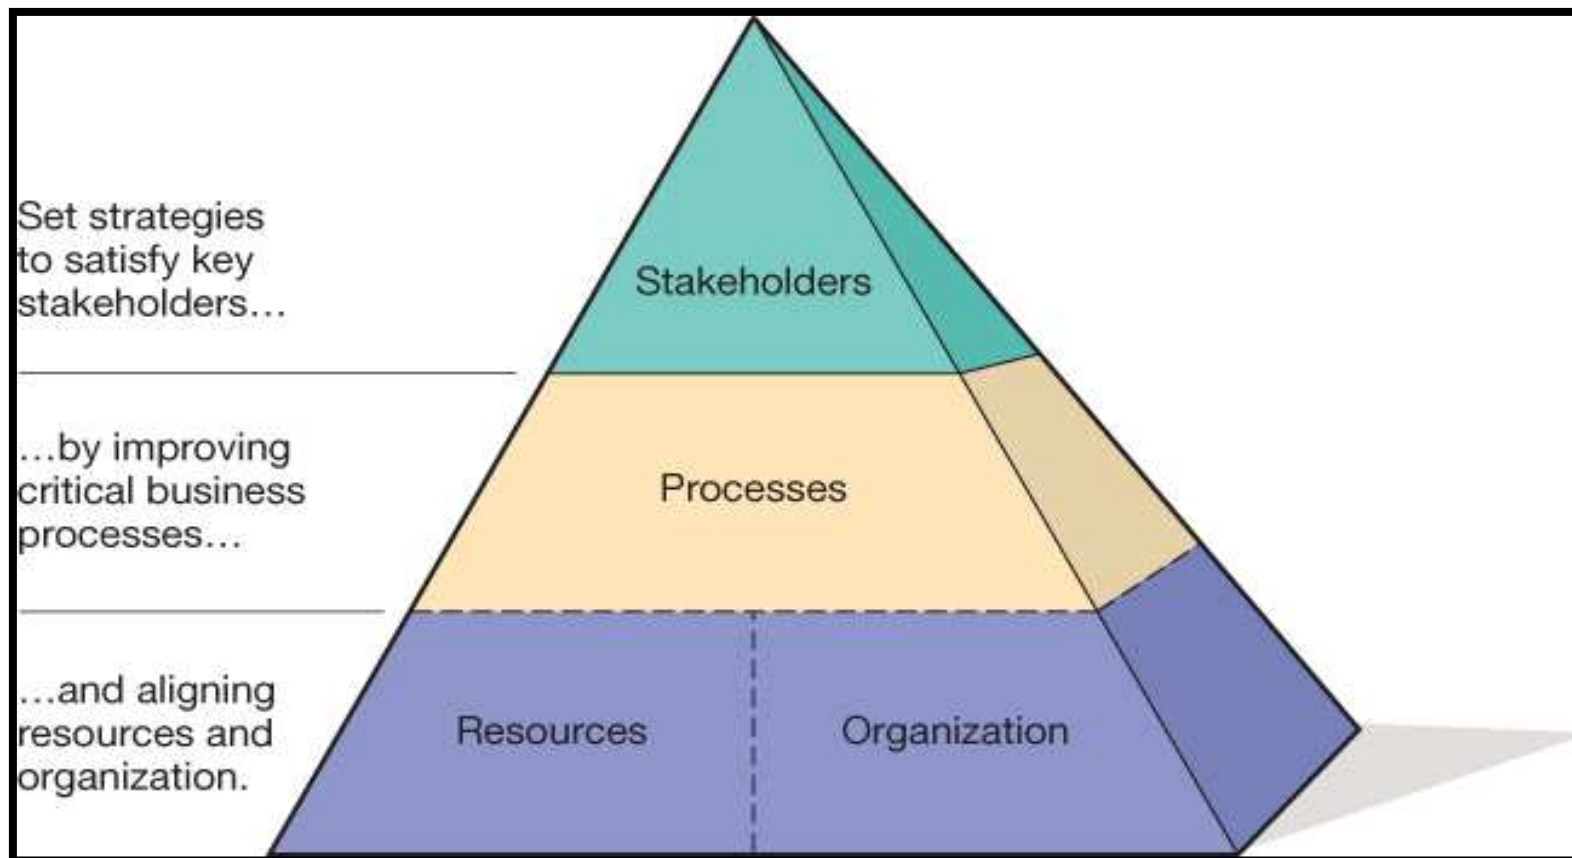 Set strategies
to satisfy key
stakeholders…
Stakeholders
…by improving
critical business
processes…
Processes
…and aligning
resources and
organization.
Resources
Organization